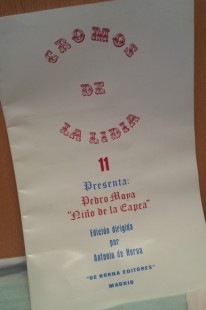 CROMOS
DE
LA LIDIA
11
Presenta:
Pedro Moya
"Niño de la Capea"
Edición dirigida
por
Antonio de Horna
"DE HORNA EDITORES"
MADRID